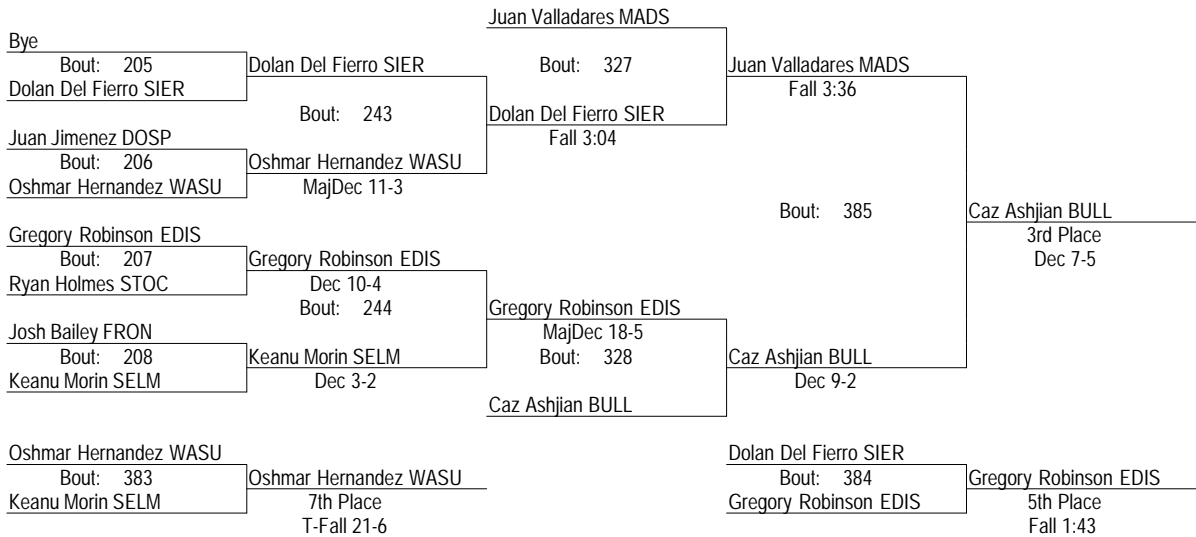 Juan Valladares MADS
Bye
Bout: 205
Dolan Del Fierro SIER
Bout: 327
Juan Valladares MADS
Dolan Del Fierro SIER
Fall 3:36
Bout: 243
Dolan Del Fierro SIER
Juan Jimenez DOSP
Fall 3:04
Bout: 206
Oshmar Hernandez WASU
Oshmar Hernandez WASU
MajDec 11-3
Bout: 385
Caz Ashjian BULL
Gregory Robinson EDIS
3rd Place
Bout: 207
Gregory Robinson EDIS
Dec 7-5
Ryan Holmes STOC
Dec 10-4
Bout: 244
Gregory Robinson EDIS
Josh Bailey FRON
MajDec 18-5
Bout: 208
Keanu Morin SELM
Bout: 328
Caz Ashjian BULL
Keanu Morin SELM
Dec 3-2
Dec 9-2
Caz Ashjian BULL
Oshmar Hernandez WASU
Dolan Del Fierro SIER
Bout: 383
Oshmar Hernandez WASU
Bout: 384
Gregory Robinson EDIS
Keanu Morin SELM
7th Place
Gregory Robinson EDIS
5th Place
T-Fall 21-6
Fall 1:43